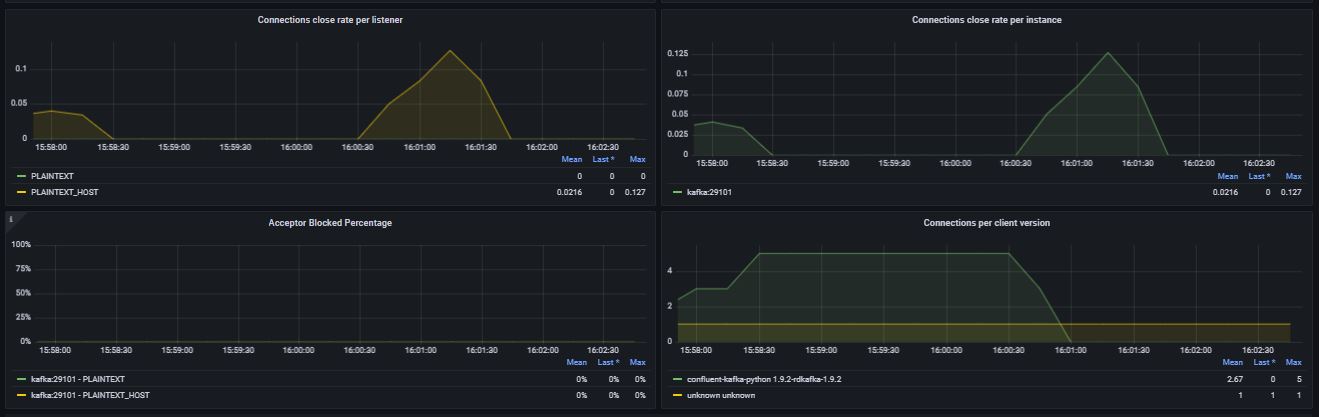 Connections close rate per listener
0.1
0.05
0
15:58:00 15:58:30 15:59:00 15:59:30 16:00:00 16:00:30 16:01:00 16:01:30 16:02:00 16:02:30
Mean Last * Max
PLAINTEXT 0 0 0
PLAINTEXT_HOST 0.0216 0 0.127
Connections close rate per instance
0.125
0.1
0.075
0.05
0.025
0
15:58:00 15:58:30 15:59:00 15:59:30 16:00:00 16:00:30 16:01:00 16:01:30 16:02:00 16:02:30
Mean Last * Max
kafka:29101 0.0216 0 0.127
i
Acceptor Blocked Percentage
100%
75%
50%
25%
0%
15:58:00 15:58:30 15:59:00 15:59:30 16:00:00 16:00:30 16:01:00 16:01:30 16:02:00 16:02:30
Mean Last * Max
kafka:29101 - PLAINTEXT 0% 0% 0%
kafka:29101 - PLAINTEXT_HOST 0% 0% 0%
Connections per client version
4
2
0
15:58:00 15:58:30 15:59:00 15:59:30 16:00:00 16:00:30 16:01:00 16:01:30 16:02:00 16:02:30
Mean Last * Max
confluent-kafka-python 1.9.2-rdkafka-1.9.2 2.67 0 5
unknown unknown 1 1 1